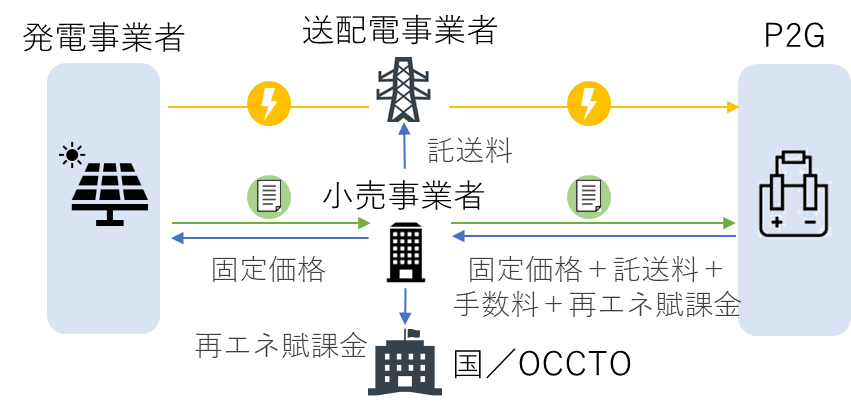 発電事業者
送配電事業者
P2G
託送料
小売事業者
固定価格
固定価格＋託送料＋
手数料＋再エネ賦課金
再エネ賦課金
国／OCCTO